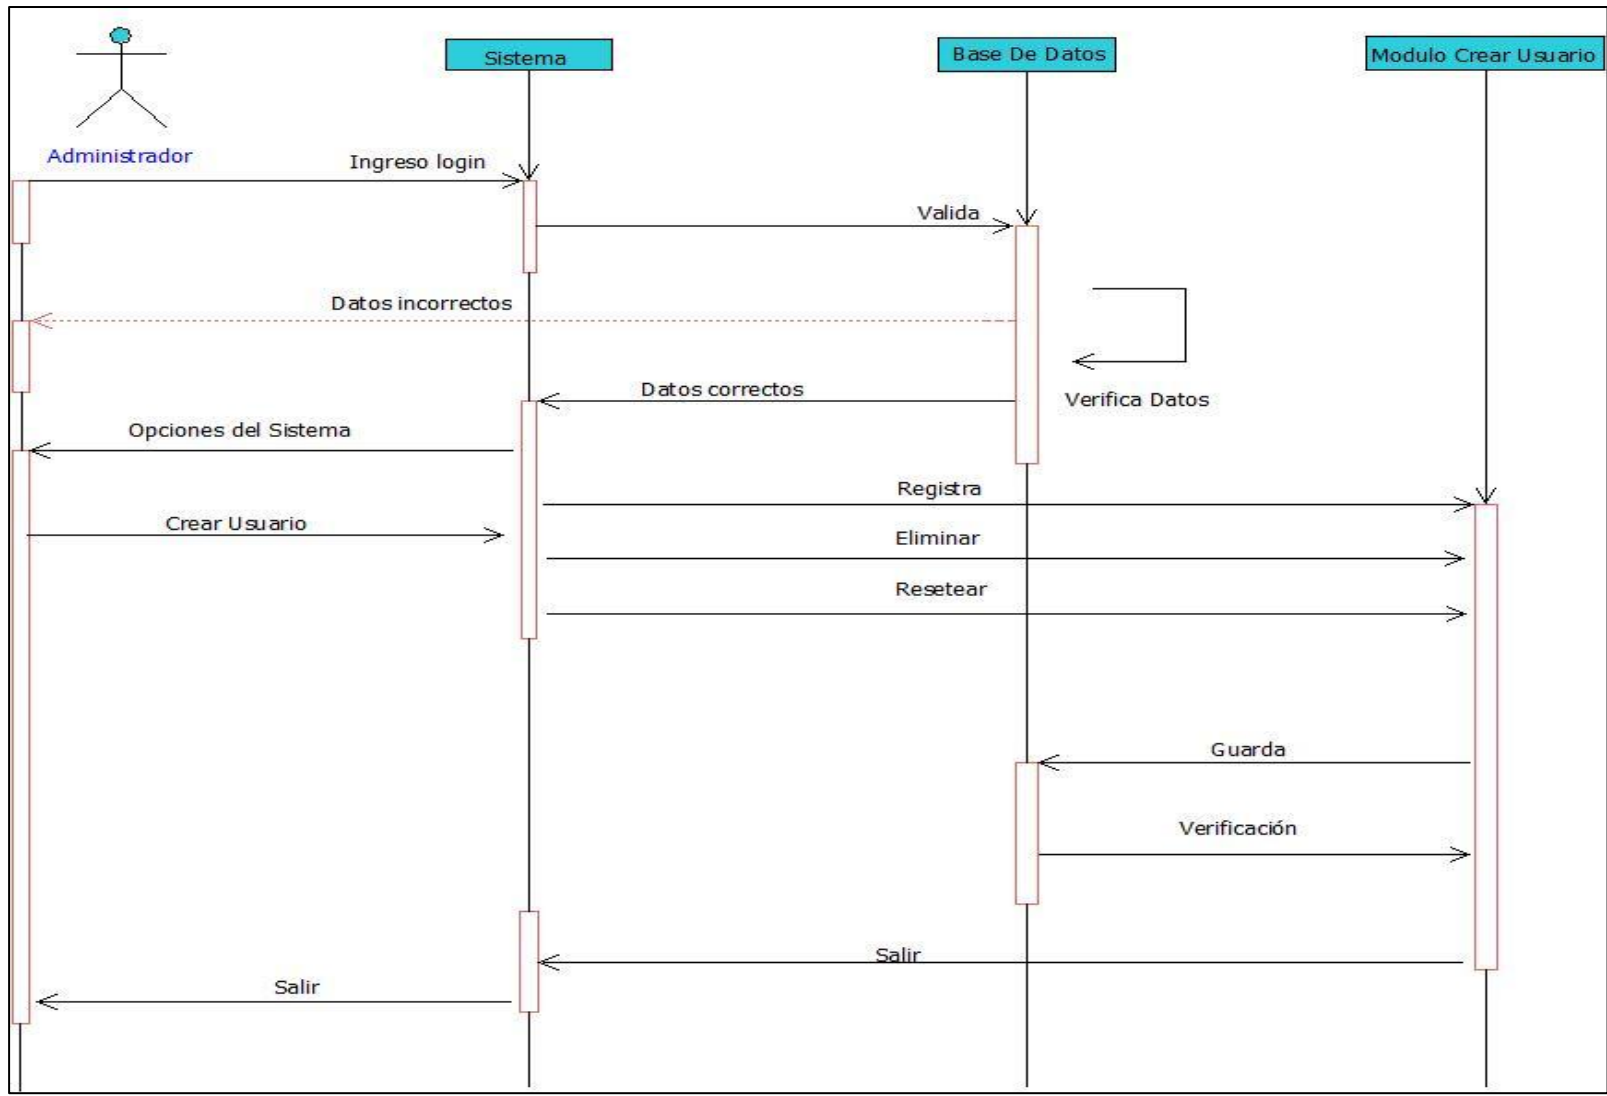 Sistema
Base De Datos
Modulo Crear Usuario
Administrador
Ingreso login
Valida
Datos incorrectos
Datos correctos
Verifica Datos
Opciones del Sistema
Registra
Crear Usuario
Eliminar
Resetear
Guarda
Verificación
Salir
Salir